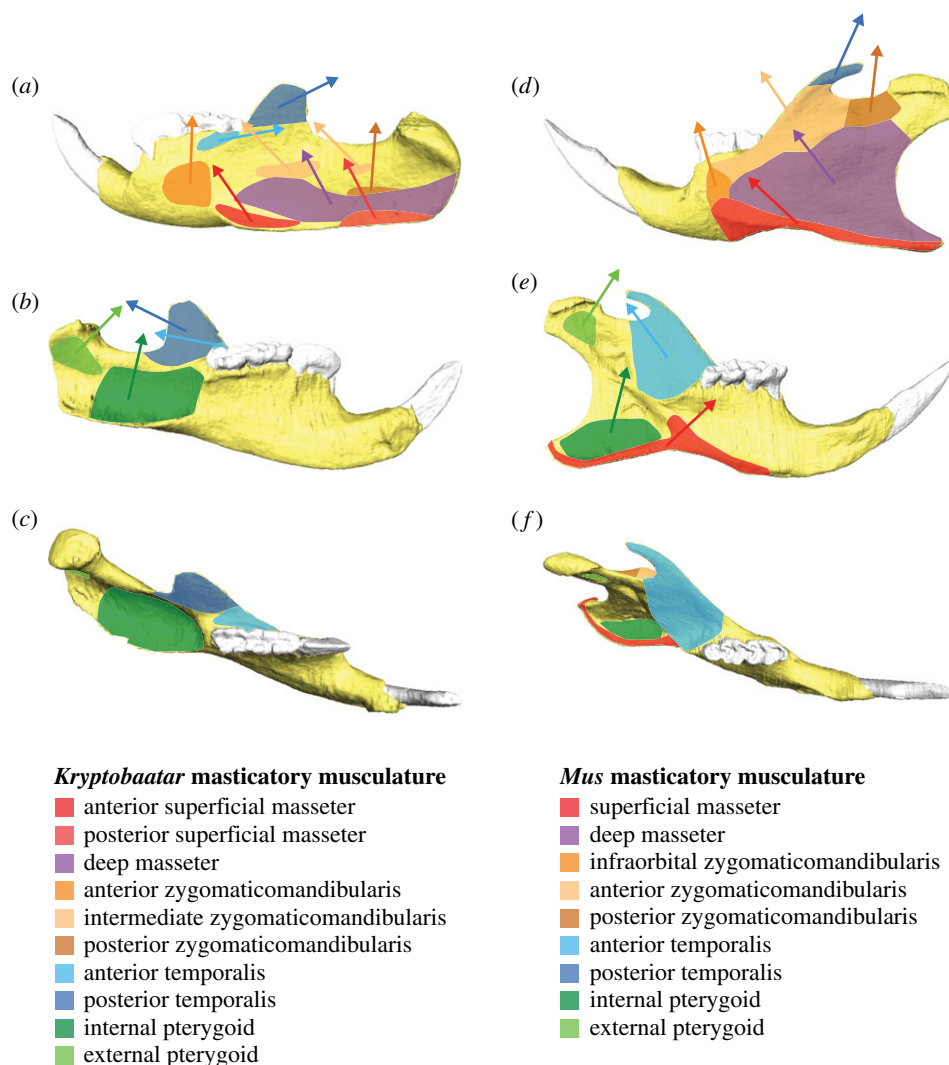 (a)
(d)
(b)
(e)
(c)
(f)
Kryptobaatar masticatory musculature
anterior superficial masseter
posterior superficial masseter
deep masseter
anterior zygomaticomandibularis
intermediate zygomaticomandibularis
posterior zygomaticomandibularis
anterior temporalis
posterior temporalis
internal pterygoid
external pterygoid
Mus masticatory musculature
superficial masseter
deep masseter
infraorbital zygomaticomandibularis
anterior zygomaticomandibularis
posterior zygomaticomandibularis
anterior temporalis
posterior temporalis
internal pterygoid
external pterygoid